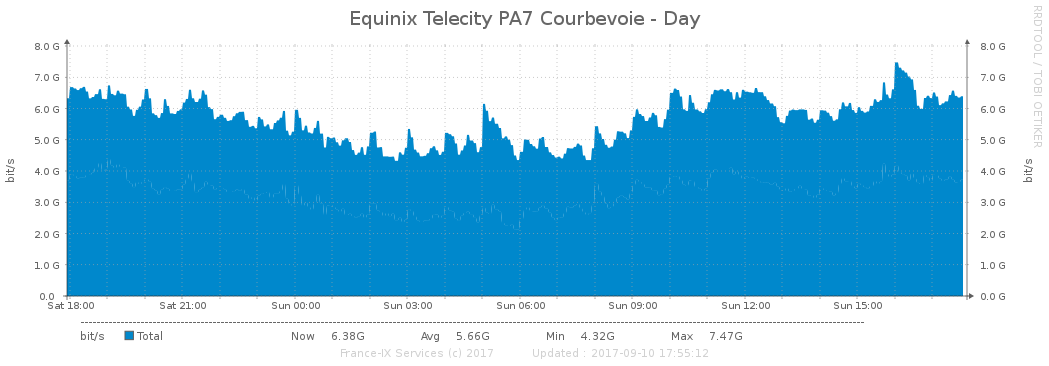 Equinix Telecity PA7 Courbevoie - Day
RRDTOOL / TOBI OETIKER
bit/s
8.0 G 8.0 G
7.0 G 7.0 G
6.0 G 6.0 G
5.0 G 5.0 G
4.0 G 4.0 G
3.0 G 3.0 G
2.0 G 2.0 G
1.0 G 1.0 G
0.0 0.0 G
bit/s
Sat 18:00 Sat 21:00 Sun 00:00 Sun 03:00 Sun 06:00 Sun 09:00 Sun 12:00 Sun 15:00
bit/s Total Now 6.38G Avg 5.66G Min 4.32G Max 7.47G
France-IX Services (c) 2017 Updated : 2017-09-10 17:55:12